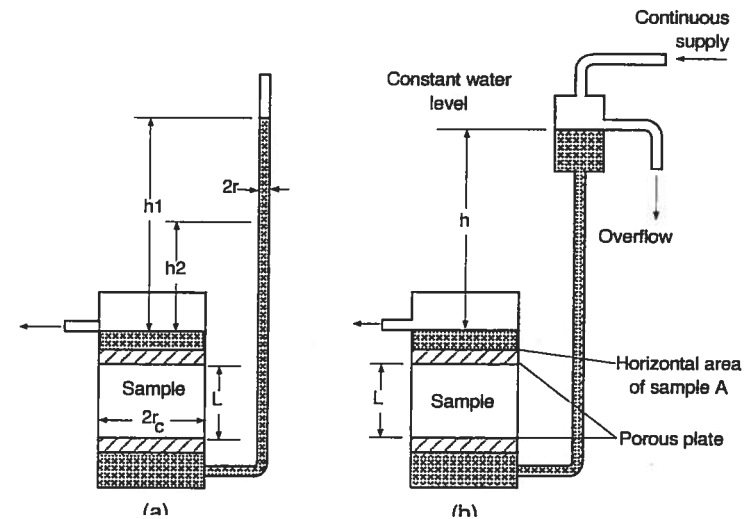 Continuous
supply
Constant water
level
2r
h1
h
h2
Overflow
Sample
L
2rc
L
Sample
Horizontal area
of sample A
Porous plate
(a)
(b)